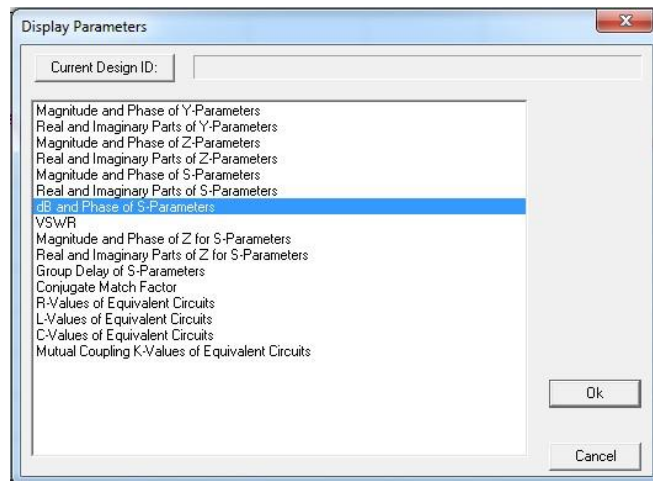 Display Parameters
Current Design ID:
Magnitude and Phase of Y-Parameters
Real and Imaginary Parts of Y-Parameters
Magnitude and Phase of Z-Parameters
Real and Imaginary Parts of Z-Parameters
Magnitude and Phase of S-Parameters
Real and Imaginary Parts of S-Parameters
dB and Phase of S-Parameters
VSWR
Magnitude and Phase of Z for S-Parameters
Real and Imaginary Parts of Z for S-Parameters
Group Delay of S-Parameters
Conjugate Match Factor
R-Values of Equivalent Circuits
L-Values of Equivalent Circuits
C-Values of Equivalent Circuits
Mutual Coupling K-Values of Equivalent Circuits
Ok
Cancel